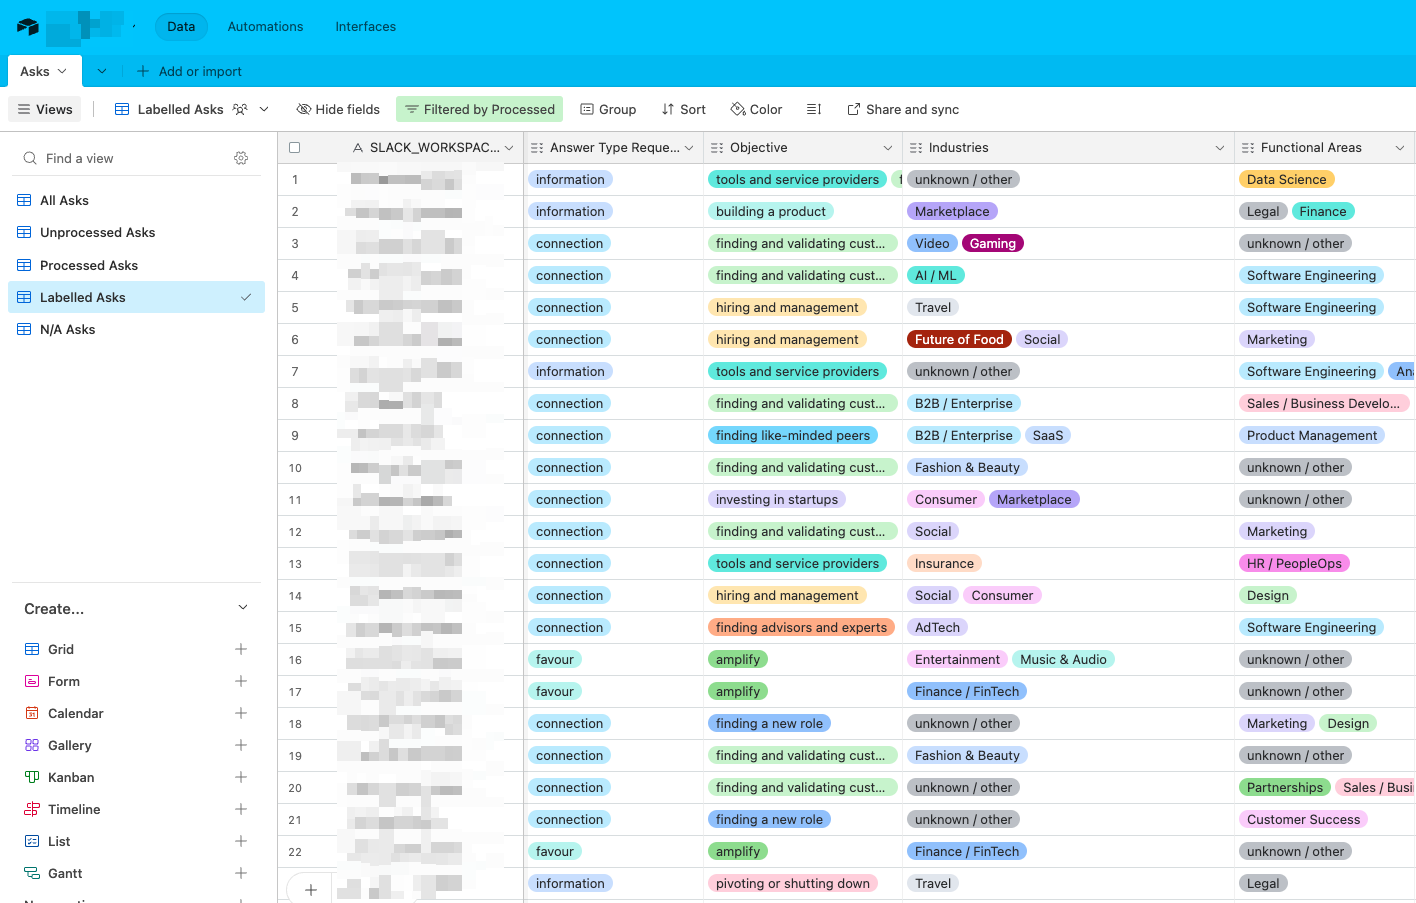 Data Automations Interfaces
Asks Add or import
Views Labelled Asks Hide fields Filtered by Processed Group Sort Color Share and sync
Find a view
All Asks
Unprocessed Asks
Processed Asks
Labelled Asks
N/A Asks
Create...
Grid
Form
Calendar
Gallery
Kanban
Timeline
List
Gantt
SLACK_WORKSPAC... Answer Type Reque... Objective Industries Functional Areas
1 information tools and service providers f unknown / other Data Science
2 information building a product Marketplace Legal Finance
3 connection finding and validating cust... Video Gaming unknown / other
4 connection finding and validating cust... AI / ML Software Engineering
5 connection hiring and management Travel Software Engineering
6 connection hiring and management Future of Food Social Marketing
7 information tools and service providers unknown / other Software Engineering Ana
8 connection finding and validating cust... B2B / Enterprise Sales / Business Develo...
9 connection finding like-minded peers B2B / Enterprise SaaS Product Management
10 connection finding and validating cust... Fashion & Beauty unknown / other
11 connection investing in startups Consumer Marketplace unknown / other
12 connection finding and validating cust... Social Marketing
13 connection tools and service providers Insurance HR / PeopleOps
14 connection hiring and management Social Consumer Design
15 connection finding advisors and experts AdTech Software Engineering
16 favour amplify Entertainment Music & Audio unknown / other
17 favour amplify Finance / FinTech unknown / other
18 connection finding a new role unknown / other Marketing Design
19 connection finding and validating cust... Fashion & Beauty unknown / other
20 connection finding and validating cust... unknown / other Partnerships Sales / Busi
21 connection finding a new role unknown / other Customer Success
22 favour amplify Finance / FinTech unknown / other
information pivoting or shutting down Travel Legal